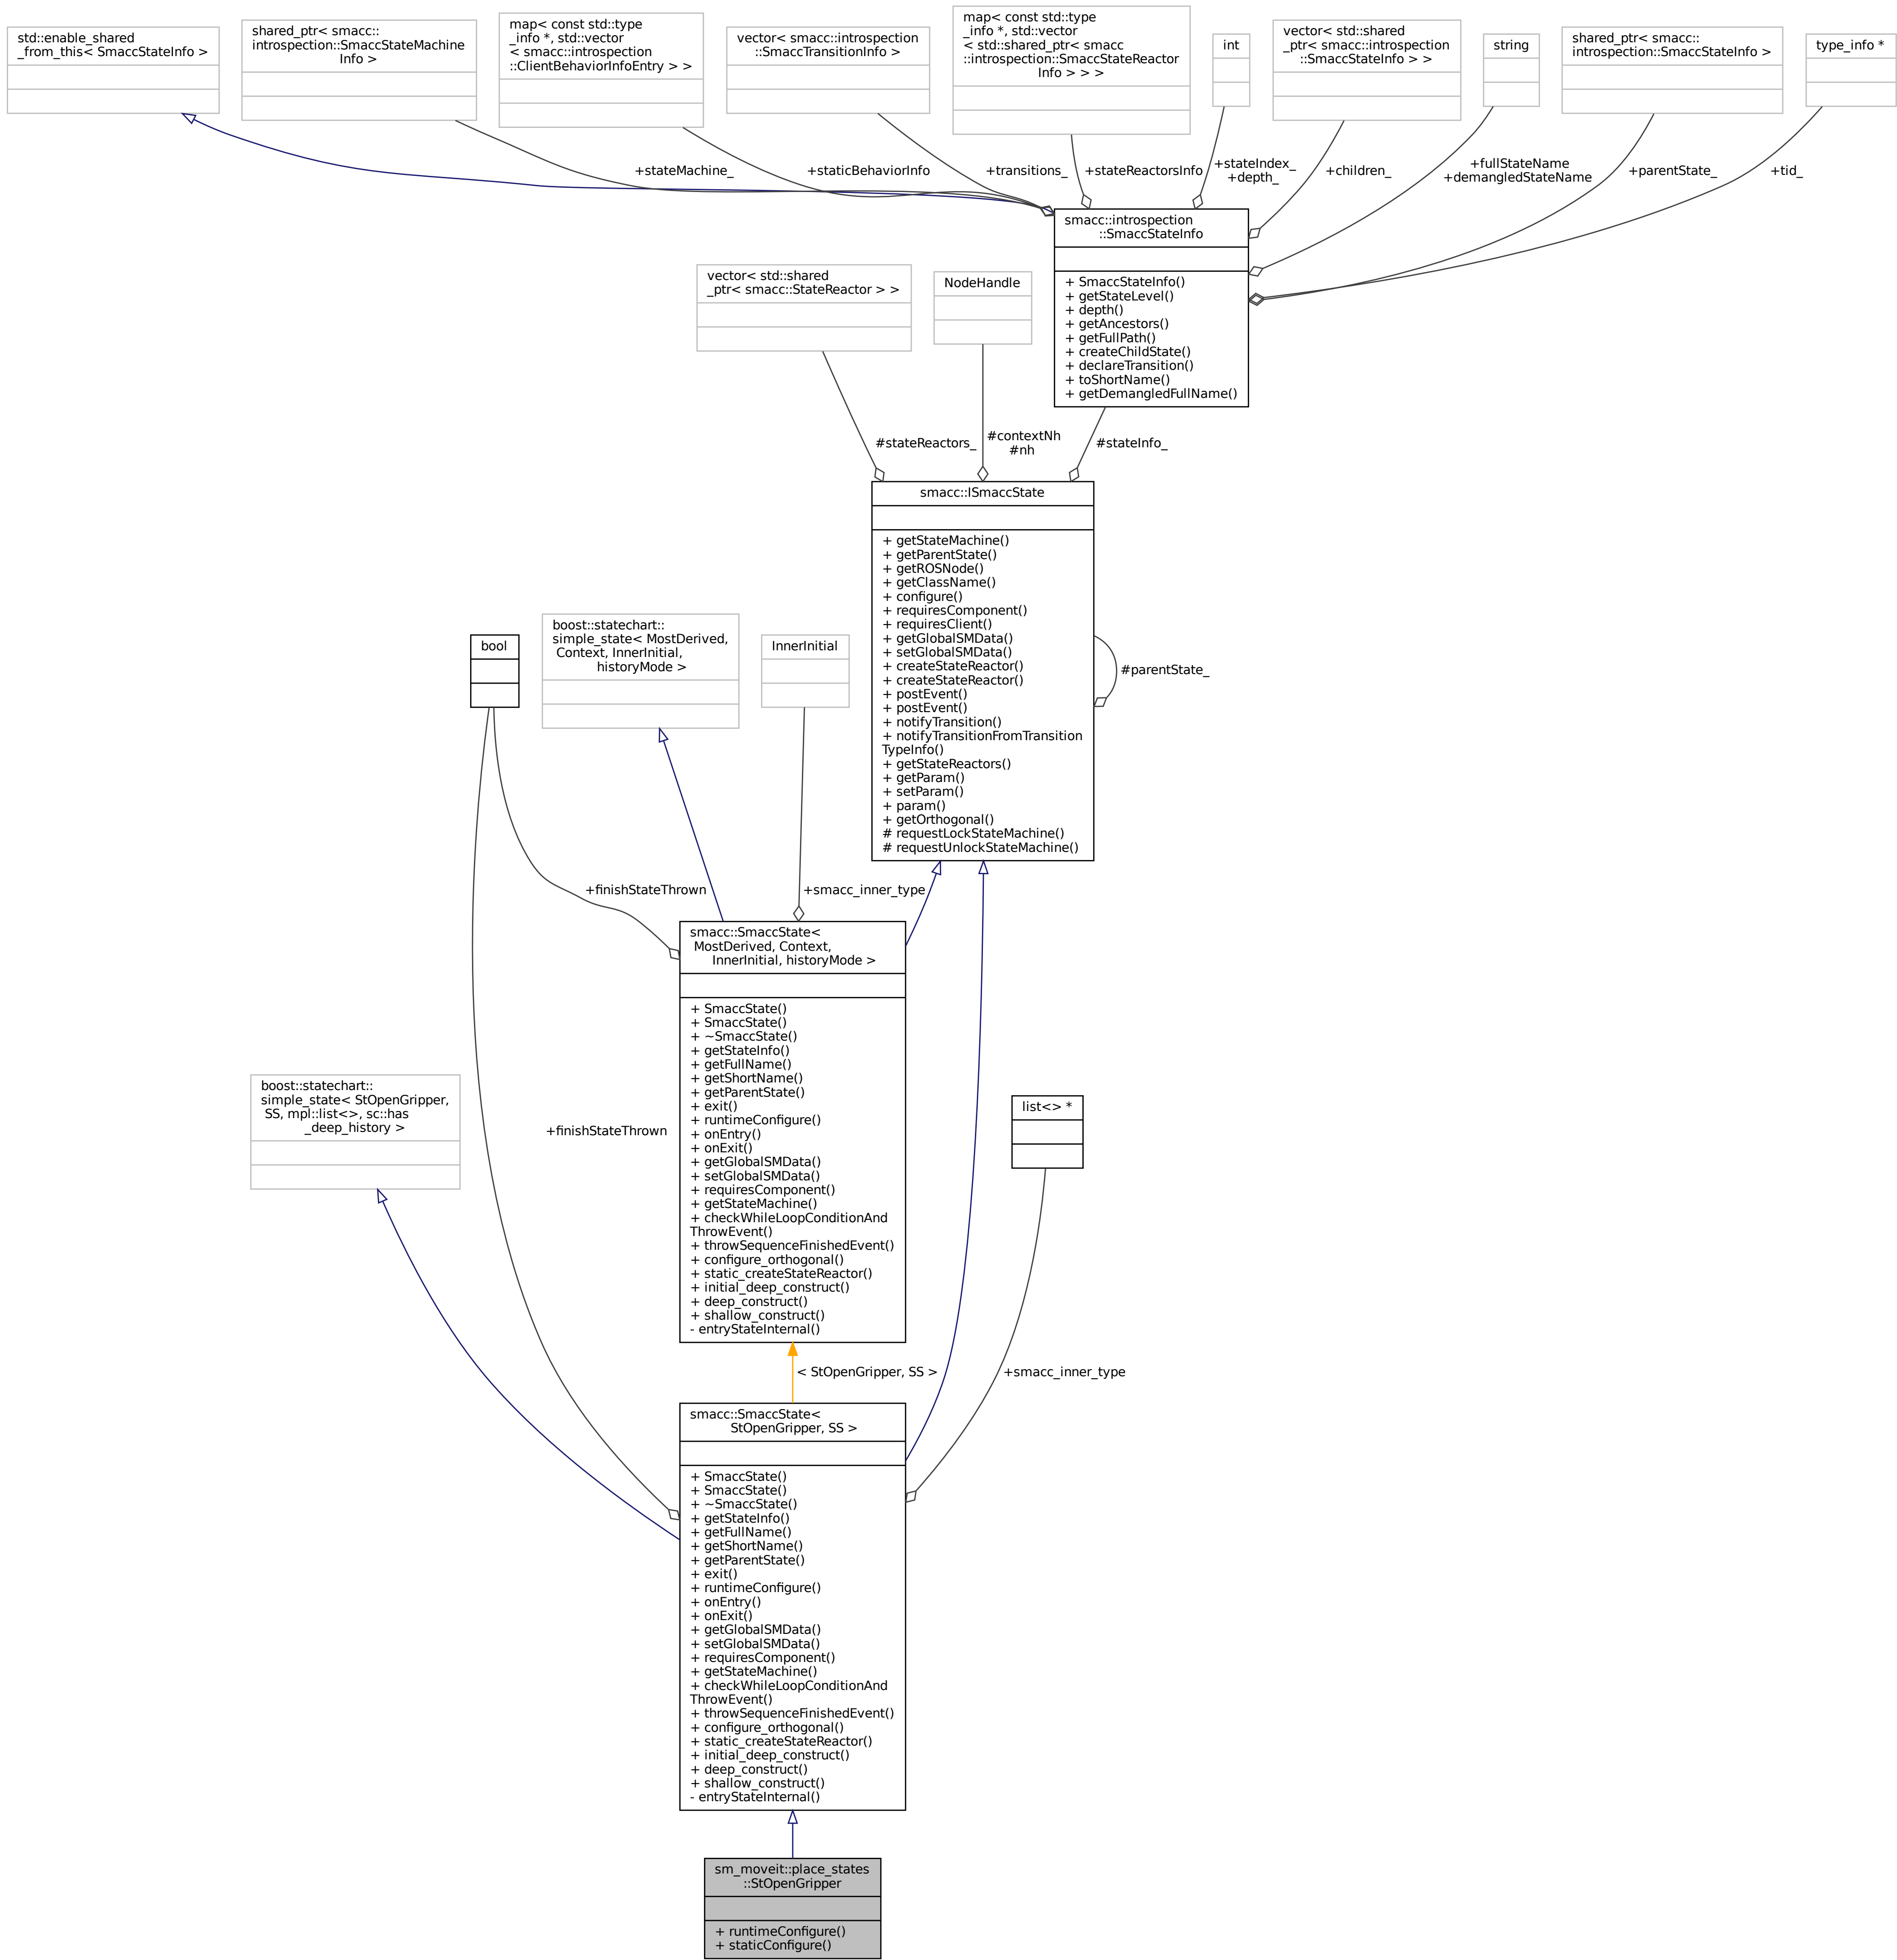 std::enable_shared
_from_this< SmaccStateInfo >
shared_ptr< smacc::
introspection::SmaccStateMachine
Info >
map< const std::type
_info *, std::vector
< smacc::introspection
::ClientBehaviorInfoEntry > >
vector< smacc::introspection
::SmaccTransitionInfo >
map< const std::type
_info *, std::vector
< std::shared_ptr< smacc
::introspection::SmaccStateReactor
Info > > >
int
vector< std::shared
_ptr< smacc::introspection
::SmaccStateInfo > >
string
shared_ptr< smacc::
introspection::SmaccStateInfo >
type_info *
+stateMachine_
+staticBehaviorInfo
+transitions_
+stateReactorsInfo
+stateIndex_
+depth_
+children_
+fullStateName
+demangledStateName
+parentState_
+tid_
smacc::introspection
::SmaccStateInfo
+ SmaccStateInfo()
+ getStateLevel()
+ depth()
+ getAncestors()
+ getFullPath()
+ createChildState()
+ declareTransition()
+ toShortName()
+ getDemangledFullName()
vector< std::shared
_ptr< smacc::StateReactor > >
NodeHandle
#stateReactors_
#contextNh
#nh
#stateInfo_
smacc::ISmaccState
+ getStateMachine()
+ getParentState()
+ getROSNode()
+ getClassName()
+ configure()
+ requiresComponent()
+ requiresClient()
+ getGlobalSMData()
+ setGlobalSMData()
+ createStateReactor()
+ createStateReactor()
+ postEvent()
+ postEvent()
+ notifyTransition()
+ notifyTransitionFromTransition
TypeInfo()
+ getStateReactors()
+ getParam()
+ setParam()
+ param()
+ getOrthogonal()
# requestLockStateMachine()
# requestUnlockStateMachine()
#parentState_
bool
boost::statechart::
simple_state< MostDerived,
Context, InnerInitial,
historyMode >
InnerInitial
+finishStateThrown
+smacc_inner_type
smacc::SmaccState<
MostDerived, Context,
InnerInitial, historyMode >
+ SmaccState()
+ SmaccState()
+ ~SmaccState()
+ getStateInfo()
+ getFullName()
+ getShortName()
+ getParentState()
+ exit()
+ runtimeConfigure()
+ onEntry()
+ onExit()
+ getGlobalSMData()
+ setGlobalSMData()
+ requiresComponent()
+ getStateMachine()
+ checkWhileLoopConditionAnd
ThrowEvent()
+ throwSequenceFinishedEvent()
+ configure_orthogonal()
+ static_createStateReactor()
+ initial_deep_construct()
+ deep_construct()
+ shallow_construct()
- entryStateInternal()
boost::statechart::
simple_state< StOpenGripper,
SS, mpl::list<>, sc::has
_deep_history >
+finishStateThrown
list<> *
< StOpenGripper, SS >
+smacc_inner_type
smacc::SmaccState<
StOpenGripper, SS >
+ SmaccState()
+ SmaccState()
+ ~SmaccState()
+ getStateInfo()
+ getFullName()
+ getShortName()
+ getParentState()
+ exit()
+ runtimeConfigure()
+ onEntry()
+ onExit()
+ getGlobalSMData()
+ setGlobalSMData()
+ requiresComponent()
+ getStateMachine()
+ checkWhileLoopConditionAnd
ThrowEvent()
+ throwSequenceFinishedEvent()
+ configure_orthogonal()
+ static_createStateReactor()
+ initial_deep_construct()
+ deep_construct()
+ shallow_construct()
- entryStateInternal()
sm_moveit::place_states
::StOpenGripper
+ runtimeConfigure()
+ staticConfigure()